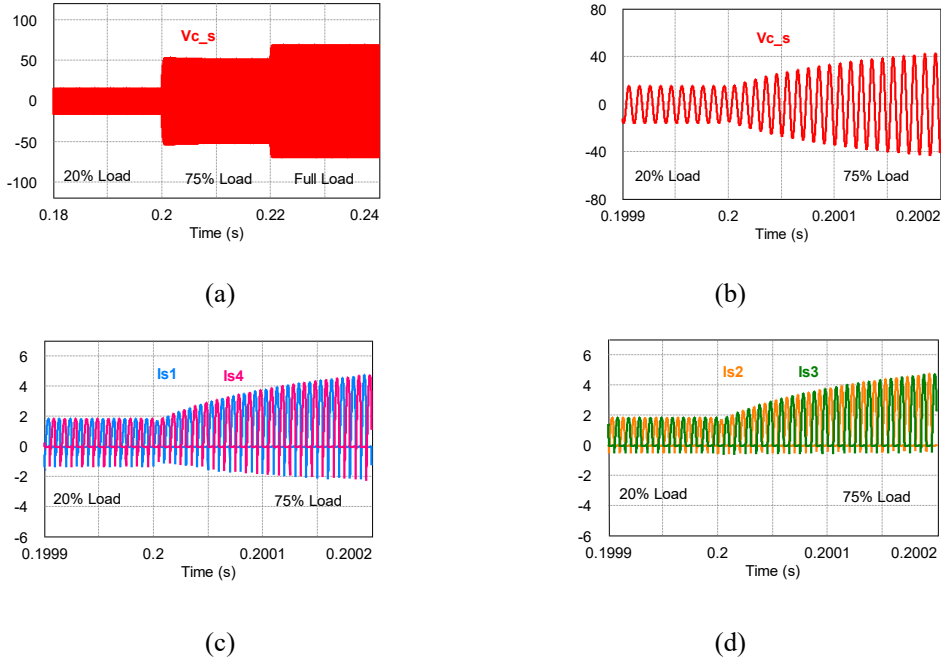 100
Vc_s
50
0
-50
-100
20% Load
75% Load
Full Load
0.18
0.2
0.22
0.24
Time (s)
(a)
80
Vc_s
40
0
-40
-80
20% Load
75% Load
0.1999
0.2
0.2001
0.2002
Time (s)
(b)
6
4
Is1
Is4
2
0
-2
-4
-6
20% Load
75% Load
0.1999
0.2
0.2001
0.2002
Time (s)
(c)
6
4
Is2
Is3
2
0
-2
-4
-6
20% Load
75% Load
0.1999
0.2
0.2001
0.2002
Time (s)
(d)